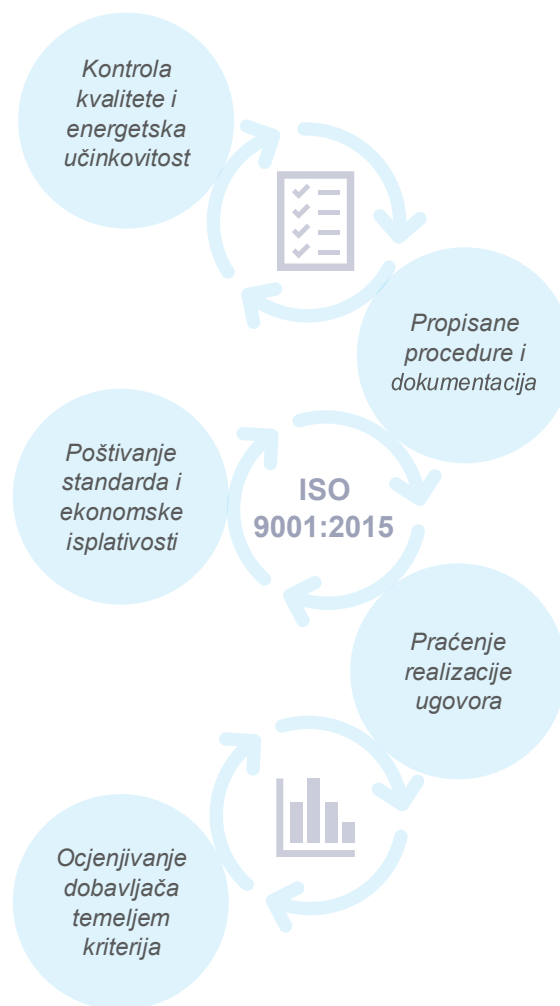 Kontrola
kvalitete i
energetska
učinkovitost
Propisane
procedure i
dokumentacija
Poštivanje
standarda i
ekonomske
isplativosti
ISO
9001:2015
Praćenje
realizacije
ugovora
Ocjenjivanje
dobavljača
temeljem
kriterija